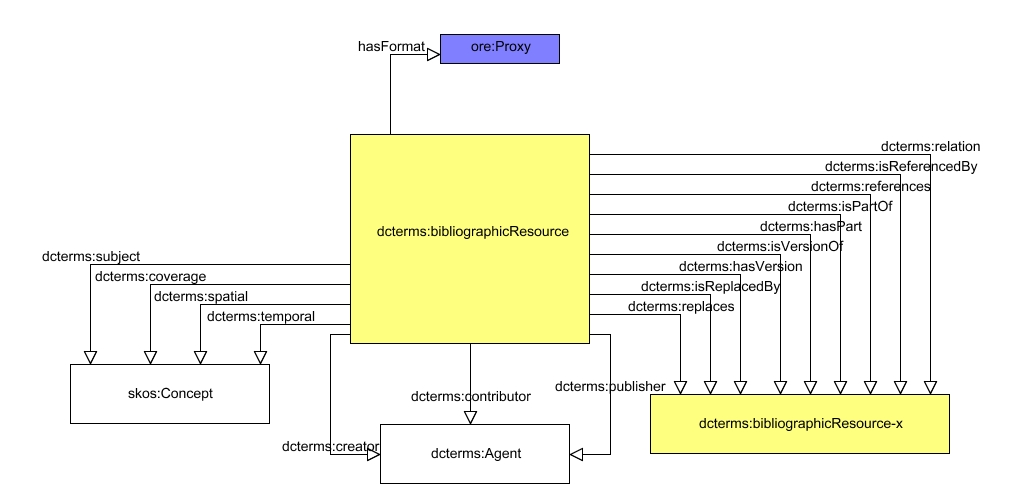 hasFormat
ore:Proxy
dcterms:relation
dcterms:isReferencedBy
dcterms:references
dcterms:isPartOf
dcterms:hasPart
dcterms:bibliographicResource
dcterms:isVersionOf
dcterms:subject
dcterms:hasVersion
dcterms:coverage
dcterms:isReplacedBy
dcterms:spatial
dcterms:replaces
dcterms:temporal
dcterms:publisher
skos:Concept
dcterms:contributor
dcterms:bibliographicResource-x
dcterms:creator
dcterms:Agent